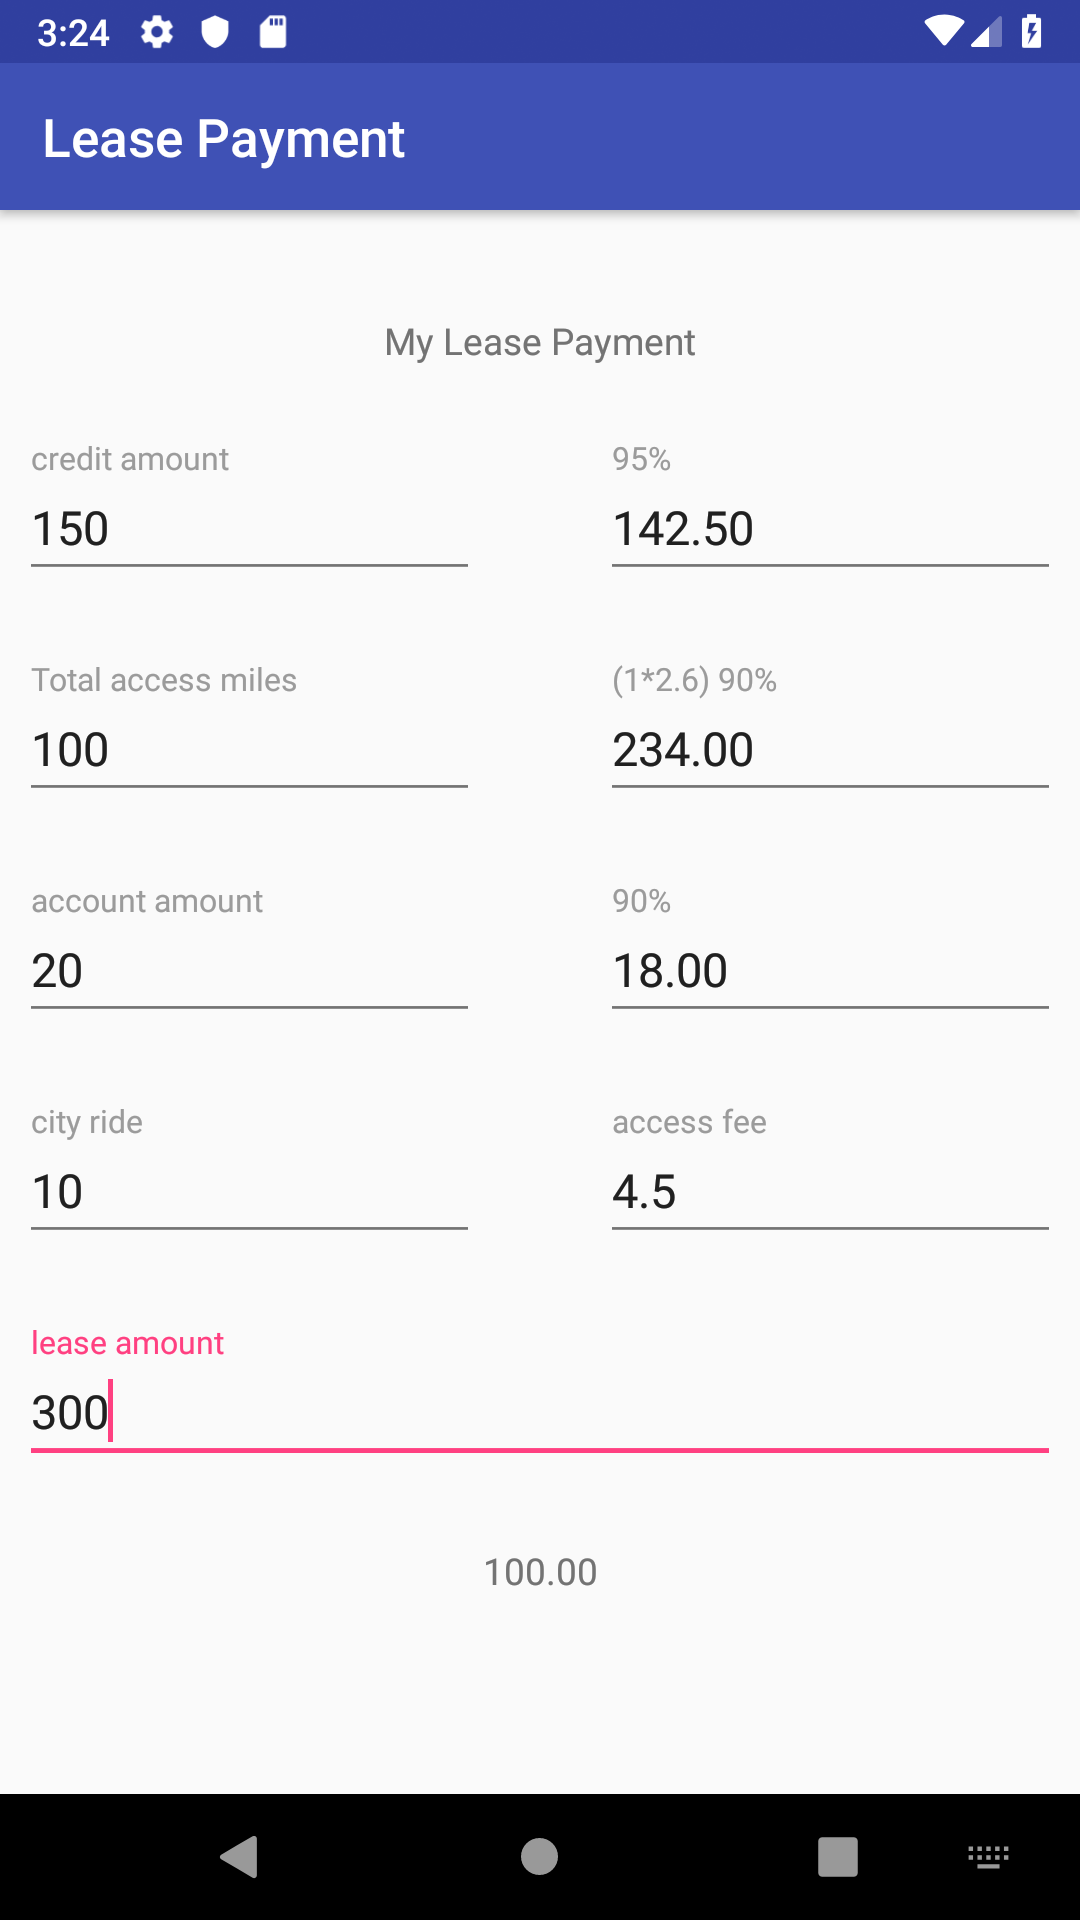 3:24
Lease Payment
My Lease Payment
credit amount
95%
150
142.50
Total access miles
(1*2.6) 90%
100
234.00
account amount
90%
20
18.00
city ride
access fee
10
4.5
lease amount
300
100.00